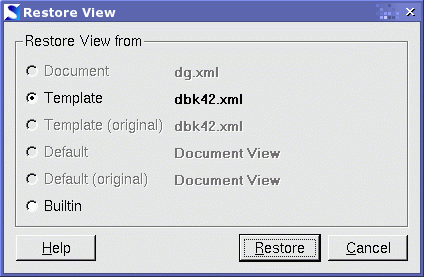 Restore View
Restore View from
Document dg.xml
Template dbk42.xml
Template (original) dbk42.xml
Default Document View
Default (original) Document View
Builtin
Help Restore Cancel